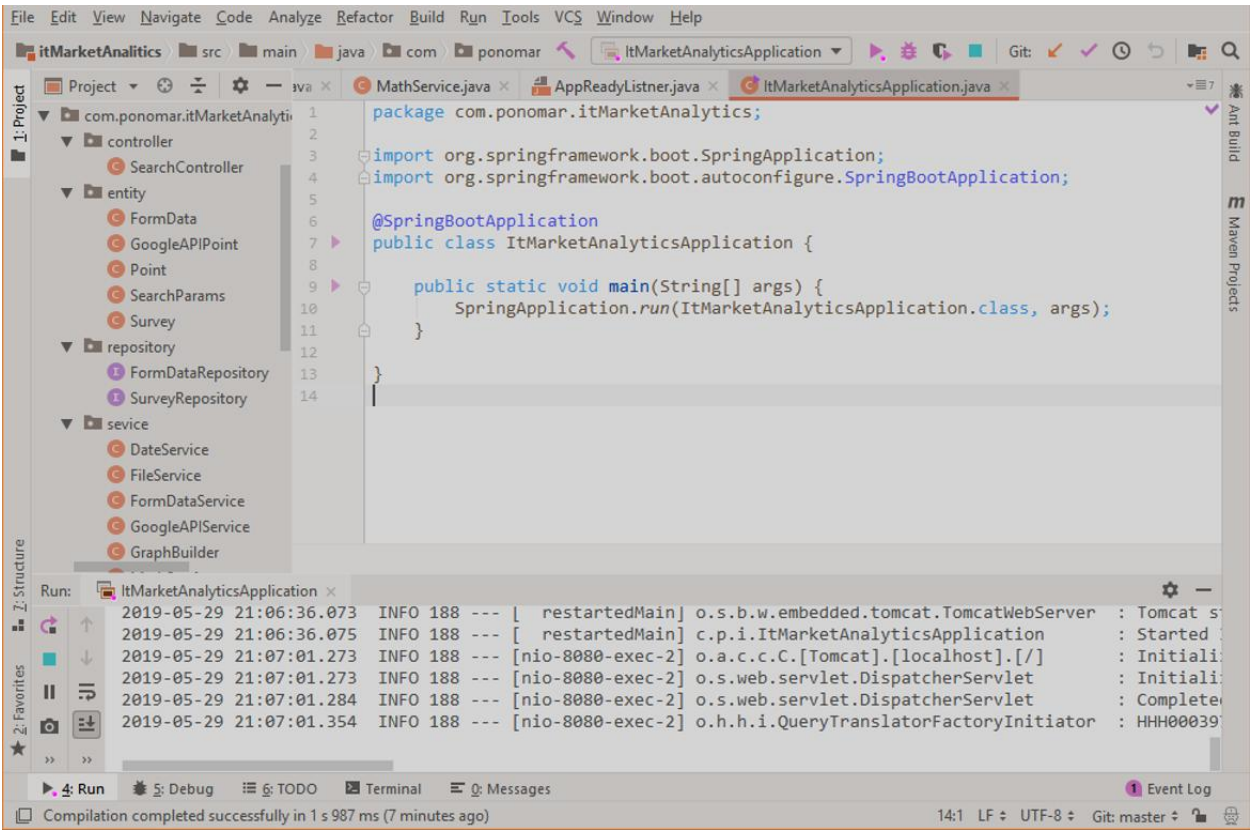 File Edit View Navigate Code Analyze Refactor Build Run Tools VCS Window Help
itMarketAnalitics src main java com ponomar ItMarketAnalyticsApplication Git:
1: Project
Project ava MathService.java AppReadyListner.java ItMarketAnalyticsApplication.java 7
com.ponomar.itMarketAnalyti
controller
SearchController
entity
FormData
GoogleAPIPoint
Point
SearchParams
Survey
repository
FormDataRepository
SurveyRepository
sevice
DateService
FileService
FormDataService
GoogleAPIService
GraphBuilder
1 package com.ponomar.itMarketAnalytics;
2
3 import org.springframework.boot.SpringApplication;
4 import org.springframework.boot.autoconfigure.SpringBootApplication;
5
6 @SpringBootApplication
7 public class ItMarketAnalyticsApplication {
8
9 public static void main(String[] args) {
10 SpringApplication.run(ItMarketAnalyticsApplication.class, args);
11 }
12
13 }
14
Ant Build
m Maven Projects
7: Structure
2: Favorites
Run: ItMarketAnalyticsApplication
2019-05-29 21:06:36.073 INFO 188 --- [ restartedMain] o.s.b.w.embedded.tomcat.TomcatWebServer : Tomcat s
2019-05-29 21:06:36.075 INFO 188 --- [ restartedMain] c.p.i.ItMarketAnalyticsApplication : Started
2019-05-29 21:07:01.273 INFO 188 --- [nio-8080-exec-2] o.a.c.c.C.[Tomcat].[localhost].[/] : Initiali
2019-05-29 21:07:01.273 INFO 188 --- [nio-8080-exec-2] o.s.web.servlet.DispatcherServlet : Initiali
2019-05-29 21:07:01.284 INFO 188 --- [nio-8080-exec-2] o.s.web.servlet.DispatcherServlet : Complete
2019-05-29 21:07:01.354 INFO 188 --- [nio-8080-exec-2] o.h.h.i.QueryTranslatorFactoryInitiator : HHH00039
4: Run 5: Debug 6: TODO Terminal 0: Messages 1 Event Log
Compilation completed successfully in 1 s 987 ms (7 minutes ago) 14:1 LF UTF-8 Git: master